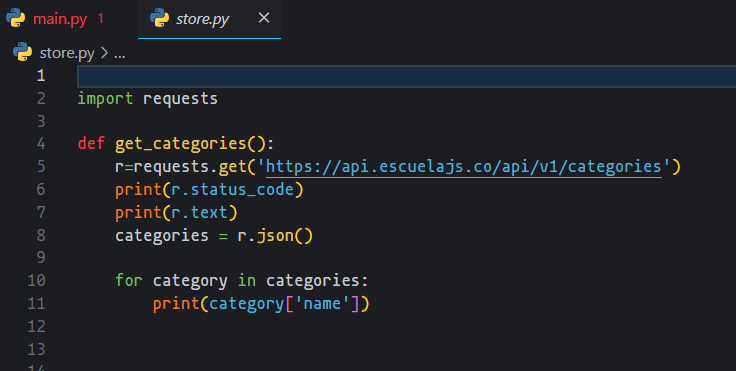 main.py 1 store.py ×
store.py > ...
1
2 import requests
3
4 def get_categories():
5     r=requests.get('https://api.escuelajs.co/api/v1/categories')
6     print(r.status_code)
7     print(r.text)
8     categories = r.json()
9
10     for category in categories:
11         print(category['name'])
12
13
14